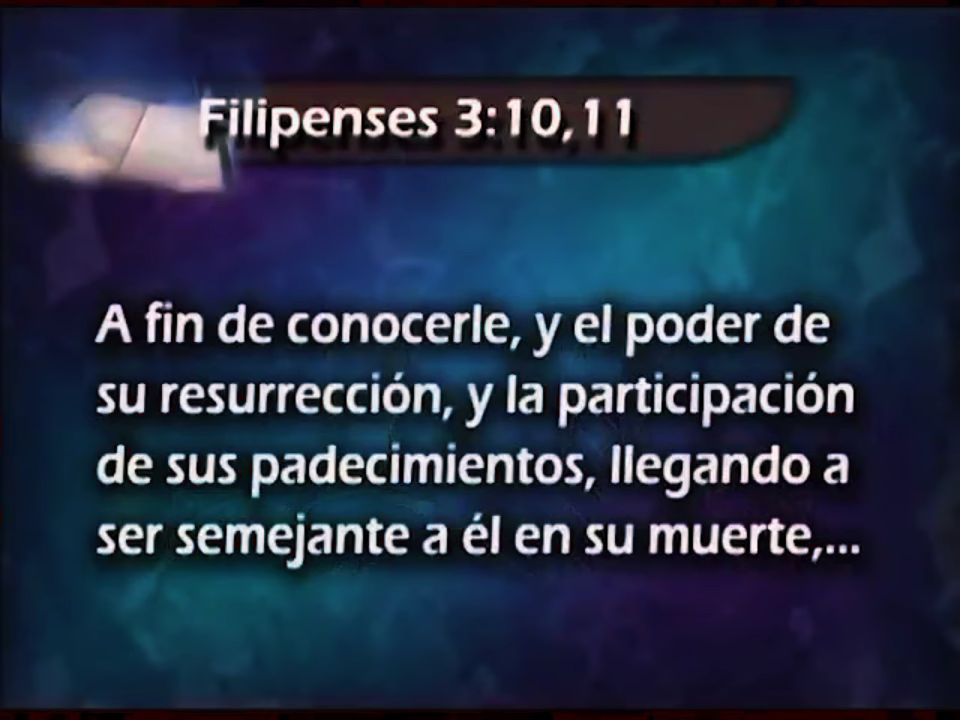 Filipenses 3:10,11
A fin de conocerle, y el poder de
su resurrección, y la participación
de sus padecimientos, llegando a
ser semejante a él en su muerte,...